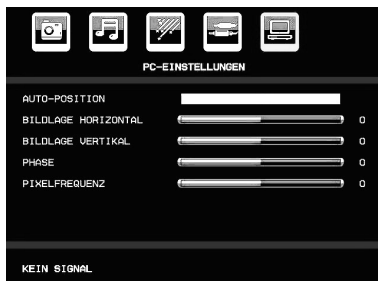 PC-EINSTELLUNGEN
AUTO-POSITION
BILDLAGE HORIZONTAL 0
BILDLAGE VERTIKAL 0
PHASE 0
PIXELFREQUENZ 0
KEIN SIGNAL